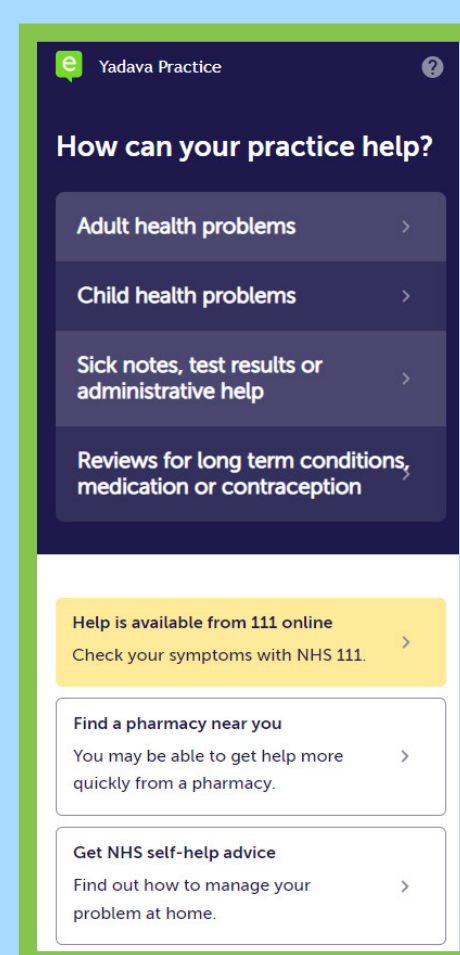 e Yadava Practice ?
How can your practice help?
Adult health problems
Child health problems
Sick notes, test results or
administrative help
Reviews for long term conditions,
medication or contraception
Help is available from 111 online
Check your symptoms with NHS 111.
Find a pharmacy near you
You may be able to get help more
quickly from a pharmacy.
Get NHS self-help advice
Find out how to manage your
problem at home.